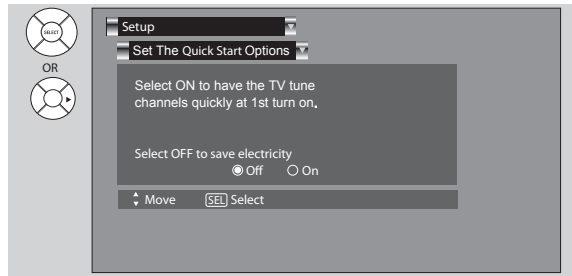 SELECT
OR
Setup
Set The Quick Start Options
Select ON to have the TV tune
channels quickly at 1st turn on.
Select OFF to save electricity
Off On
Move SEL Select